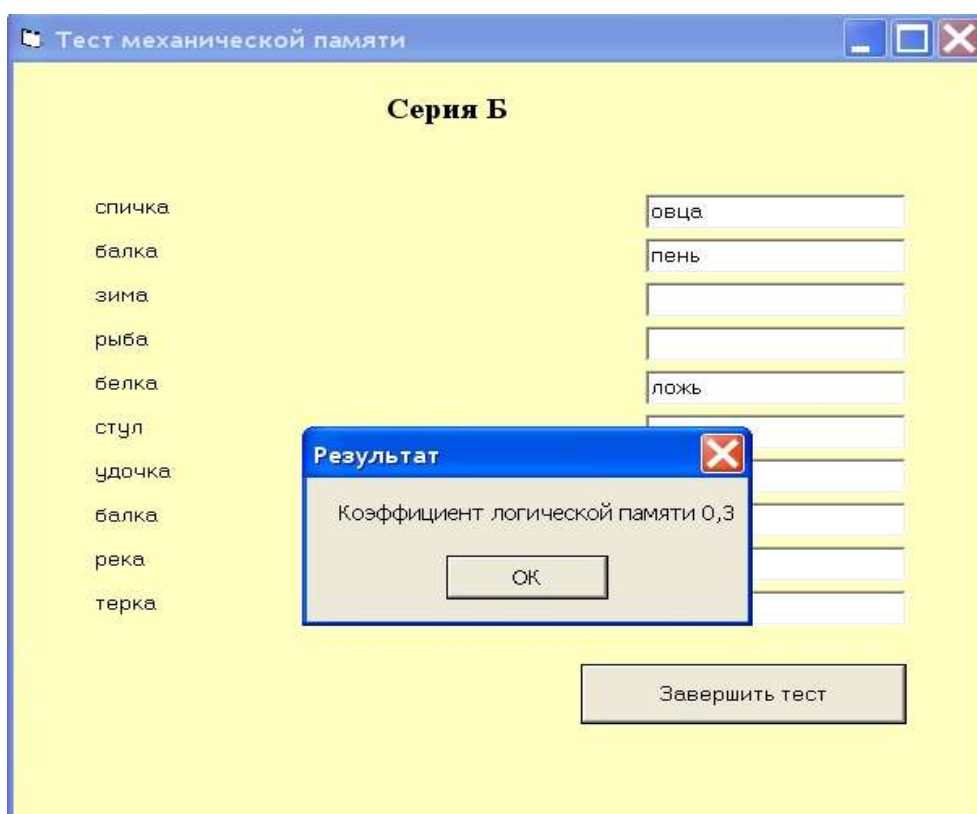 Тест механической памяти
Серия Б
спичка овца
балка пень
зима
рыба
белка ложь
стул
удочка
балка
река
терка
Результат
Коэффициент логической памяти 0,3
ОК
Завершить тест